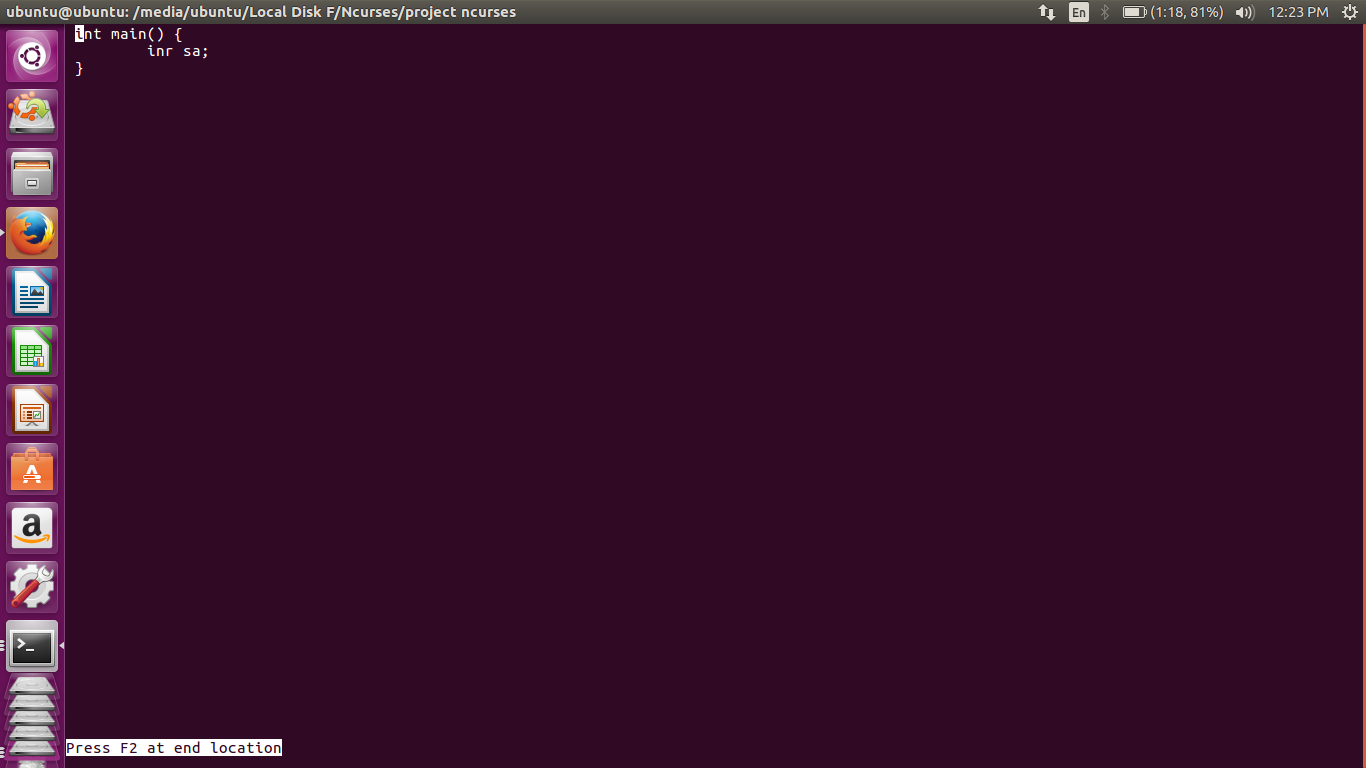 ubuntu@ubuntu: /media/ubuntu/Local Disk F/Ncurses/project ncurses
En
(1:18, 81%)
12:23 PM
int main() {
inr sa;
}
Press F2 at end location